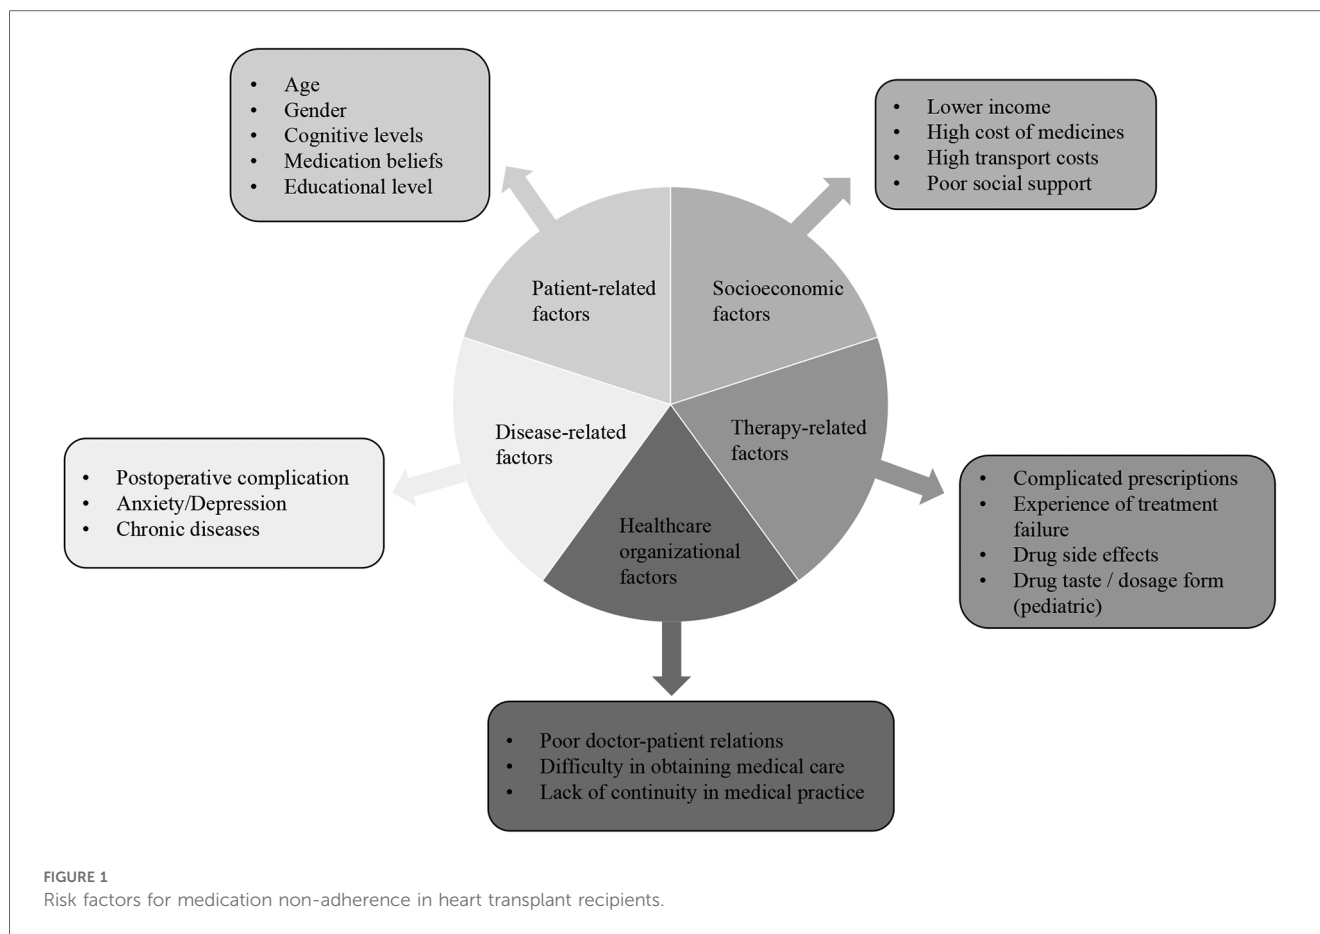 • Age
• Gender
• Cognitive levels
• Medication beliefs
• Educational level
• Lower income
• High cost of medicines
• High transport costs
• Poor social support
Patient-related
factors
Socioeconomic
factors
Disease-related
factors
Therapy-related
factors
Healthcare
organizational
factors
• Postoperative complication
• Anxiety/Depression
• Chronic diseases
• Complicated prescriptions
• Experience of treatment
failure
• Drug side effects
• Drug taste / dosage form
(pediatric)
• Poor doctor-patient relations
• Difficulty in obtaining medical care
• Lack of continuity in medical practice
FIGURE 1
Risk factors for medication non-adherence in heart transplant recipients.